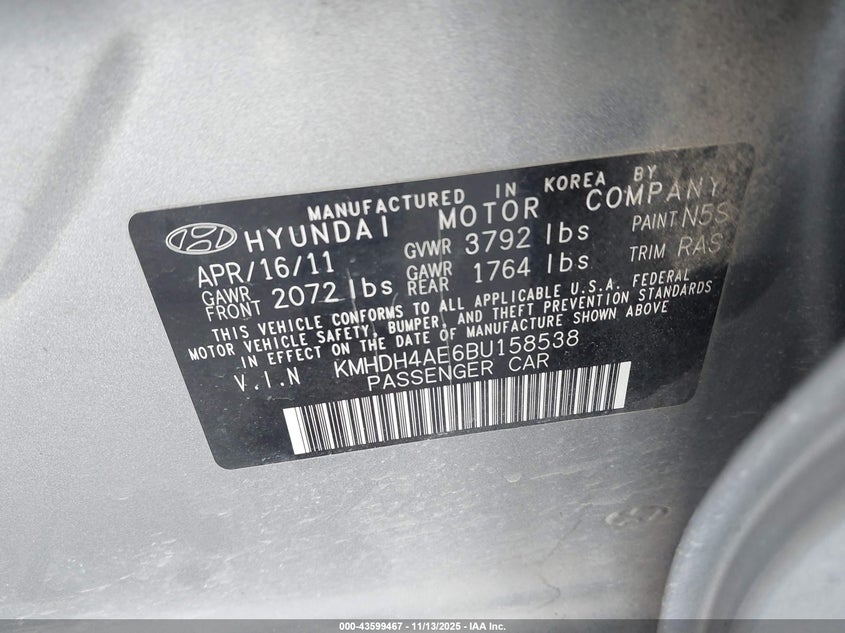 MANUFACTURED IN KOREA BY
HYUNDAI MOTOR COMPANY
APR/16/11 GVWR 3792 lbs PAINT N5S
GAWR FRONT 2072 lbs GAWR REAR 1764 lbs TRIM RAS
THIS VEHICLE CONFORMS TO ALL APPLICABLE U.S.A. FEDERAL
MOTOR VEHICLE SAFETY, BUMPER, AND THEFT PREVENTION STANDARDS
IN EFFECT ON THE DATE OF MANUFACTURE SHOWN ABOVE
V.I.N KMHDH4AE6BU158538
PASSENGER CAR
000-43599467 - 11/13/2025 - IAA Inc.